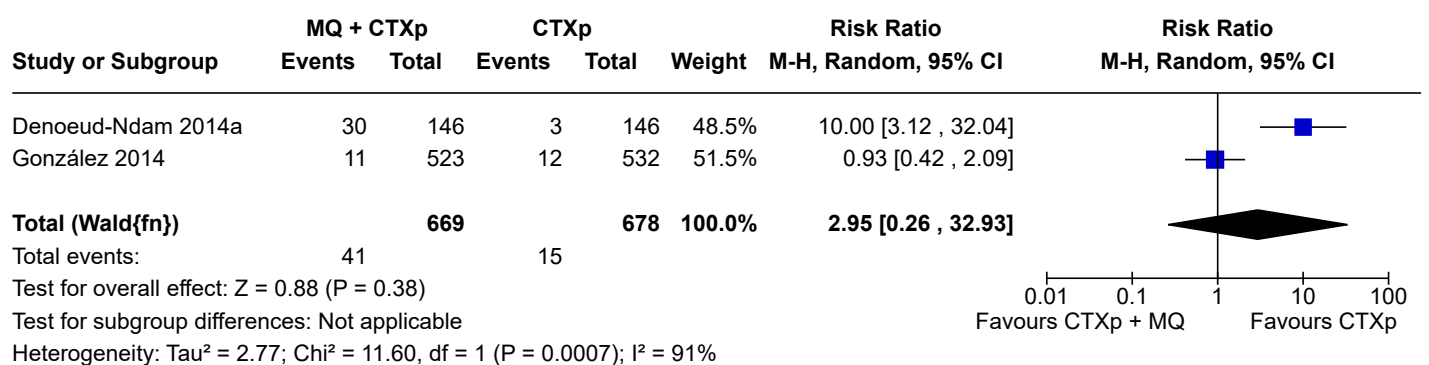 MQ + CTXp CTXp Risk Ratio Risk Ratio
Study or Subgroup Events Total Events Total Weight M-H, Random, 95% CI M-H, Random, 95% CI
Denoeud-Ndam 2014a 30 146 3 146 48.5% 10.00 [3.12 , 32.04]
González 2014 11 523 12 532 51.5% 0.93 [0.42 , 2.09]
Total (Wald{fn}) 669 678 100.0% 2.95 [0.26 , 32.93]
Total events: 41 15
Test for overall effect: Z = 0.88 (P = 0.38)
Test for subgroup differences: Not applicable
Heterogeneity: Tau² = 2.77; Chi² = 11.60, df = 1 (P = 0.0007); I² = 91%
0.01 0.1 1 10 100
Favours CTXp + MQ Favours CTXp